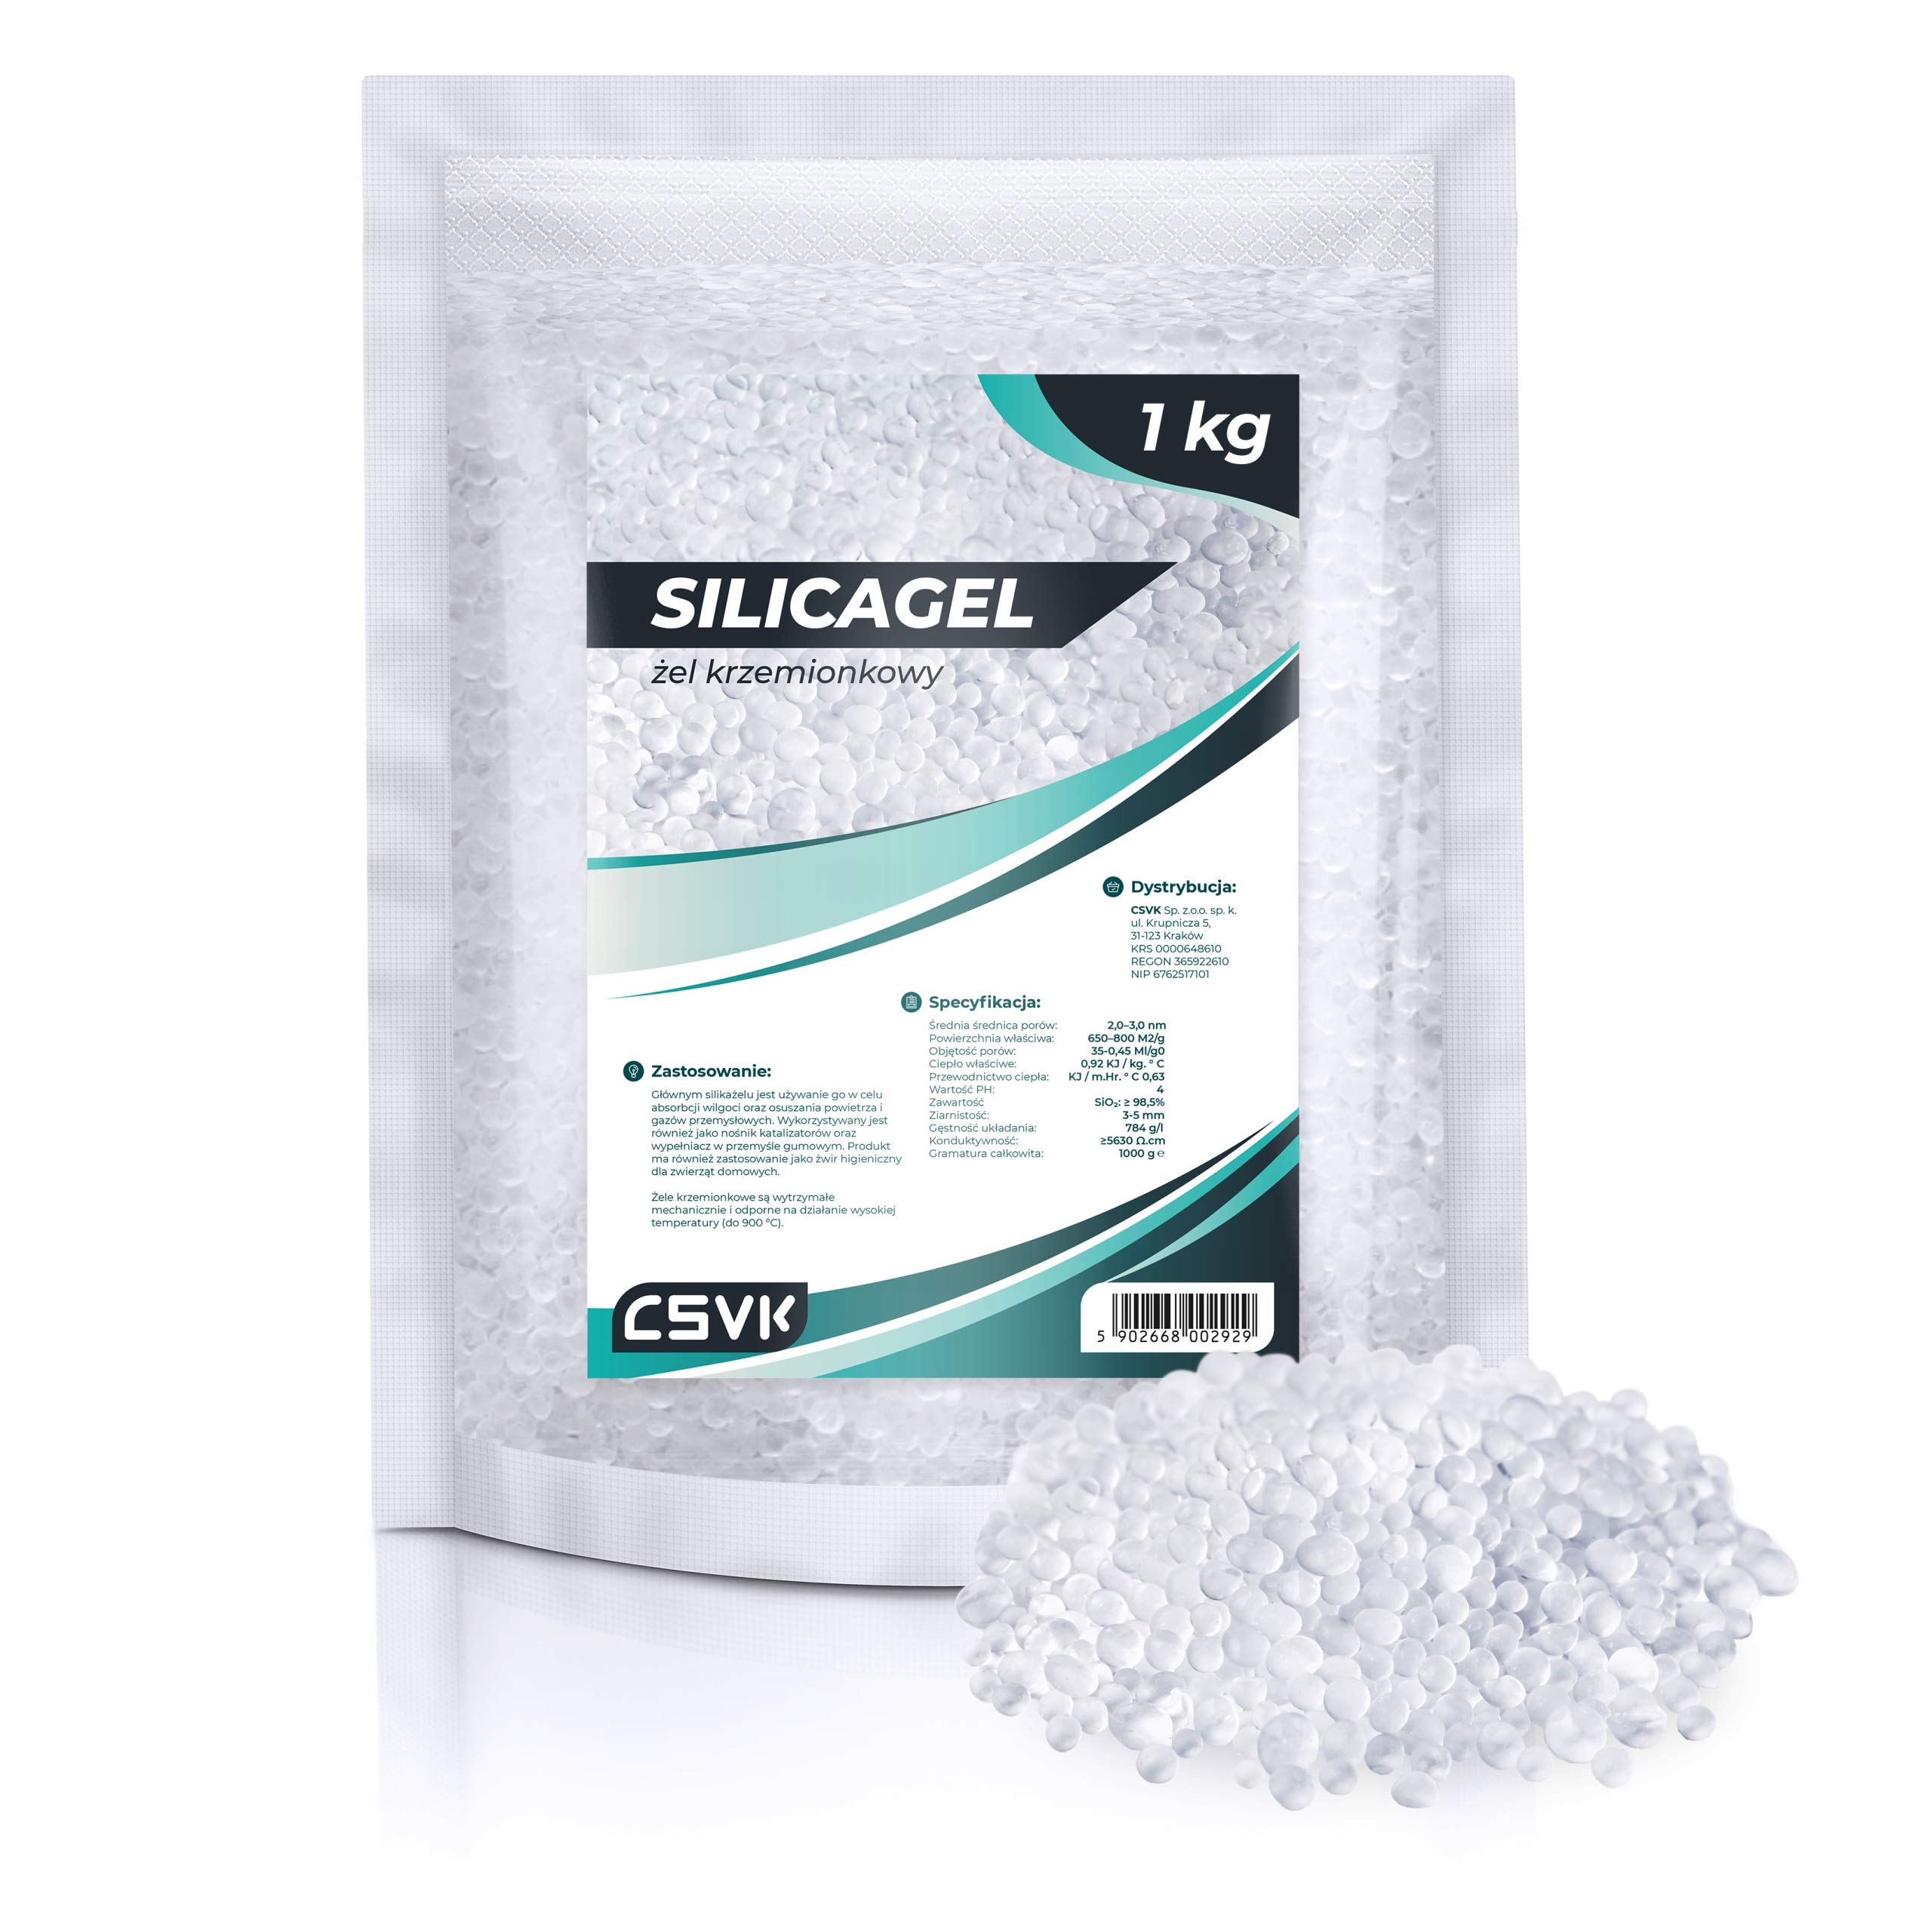 1 kg
SILICAGEL
żel krzemionkowy
Dystrybucja:
CSVK Sp. z.o.o. sp. k.
ul. Krupnicza 5,
31-123 Kraków
KRS 0000648610
REGON 365922610
NIP 6762517101
Specyfikacja:
Średnia średnica porów: 2,0–3,0 nm
Powierzchnia właściwa: 650–800 M2/g
Objętość porów: 35-0,45 Ml/g0
Ciepło właściwe: 0,92 KJ / kg. ° C
Przewodnictwo ciepła: KJ / m.Hr. ° C 0,63
Wartość PH: 4
Zawartość SiO₂: ≥ 98,5%
Ziarnistość: 3-5 mm
Gęstność układania: 784 g/l
Konduktywność: ≥5630 Ω.cm
Gramatura całkowita: 1000 g ℮
Zastosowanie:
Głównym silikażelu jest używanie go w celu
absorbcji wilgoci oraz osuszania powietrza i
gazów przemysłowych. Wykorzystywany jest
również jako nośnik katalizatorów oraz
wypełniacz w przemyśle gumowym. Produkt
ma również zastosowanie jako żwir higieniczny
dla zwierząt domowych.
Żele krzemionkowe są wytrzymałe
mechanicznie i odporne na działanie wysokiej
temperatury (do 900 °C).
CSVK
5 902668 002929